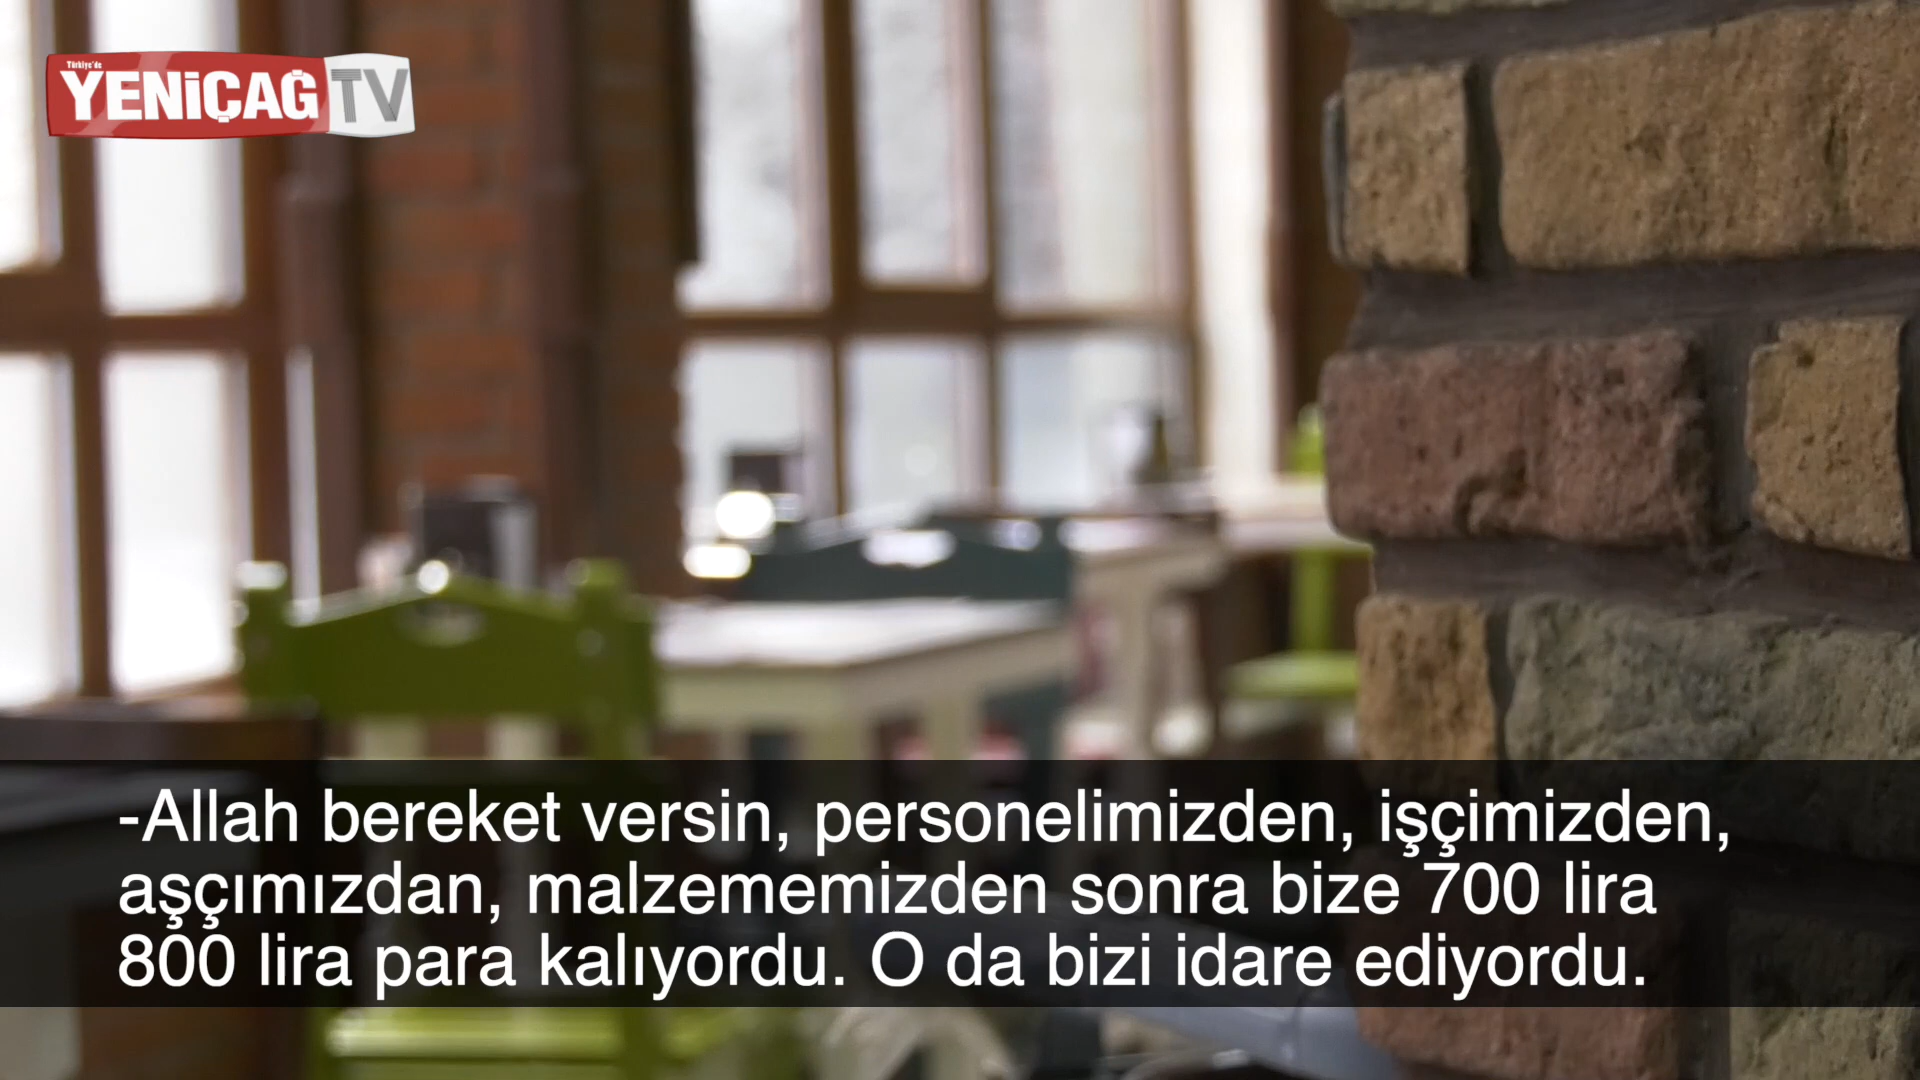 Türkiye'de
YENİÇAĞ TV
-Allah bereket versin, personelimizden, işçimizden,
aşçımızdan, malzememizden sonra bize 700 lira
800 lira para kalıyordu. O da bizi idare ediyordu.